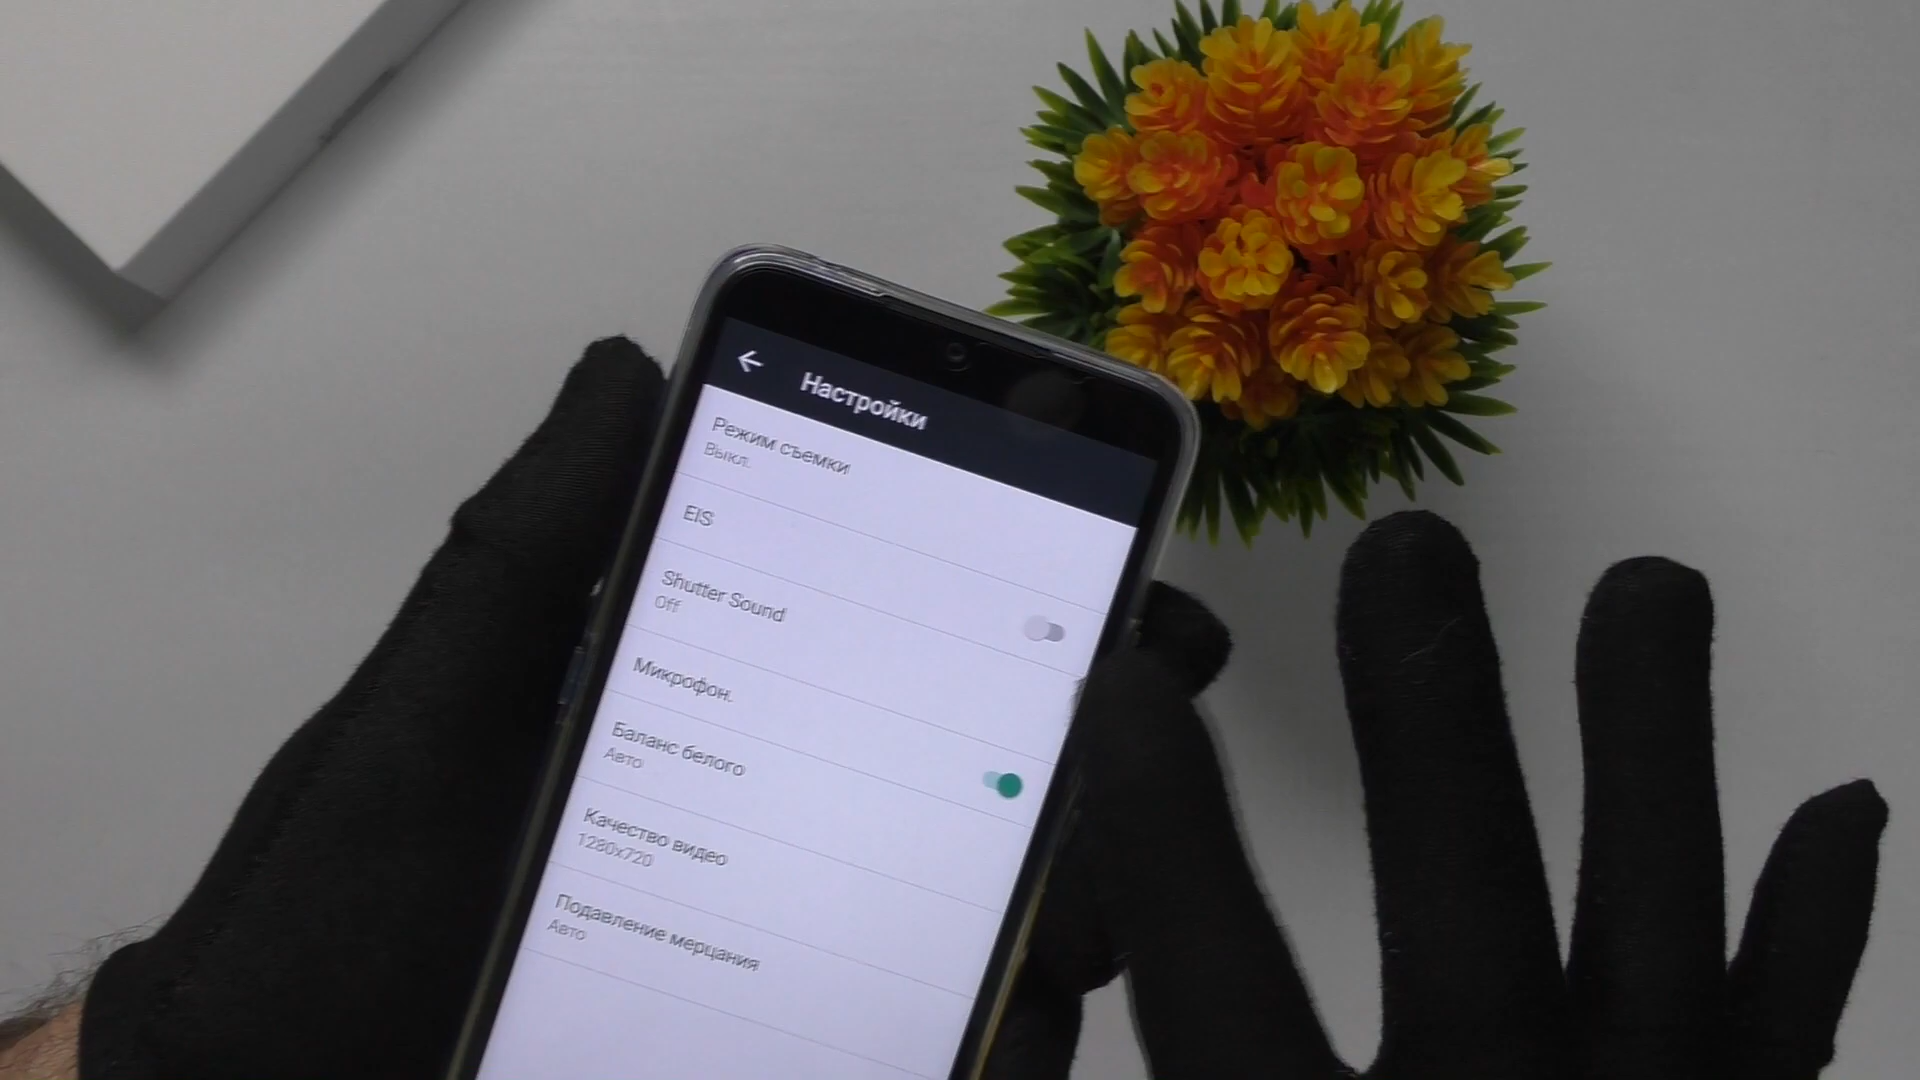 Настройки
Режим съемки
Выкл.
EIS
Shutter Sound
Off
Микрофон.
Баланс белого
Авто
Качество видео
1280x720
Подавление мерцания
Авто